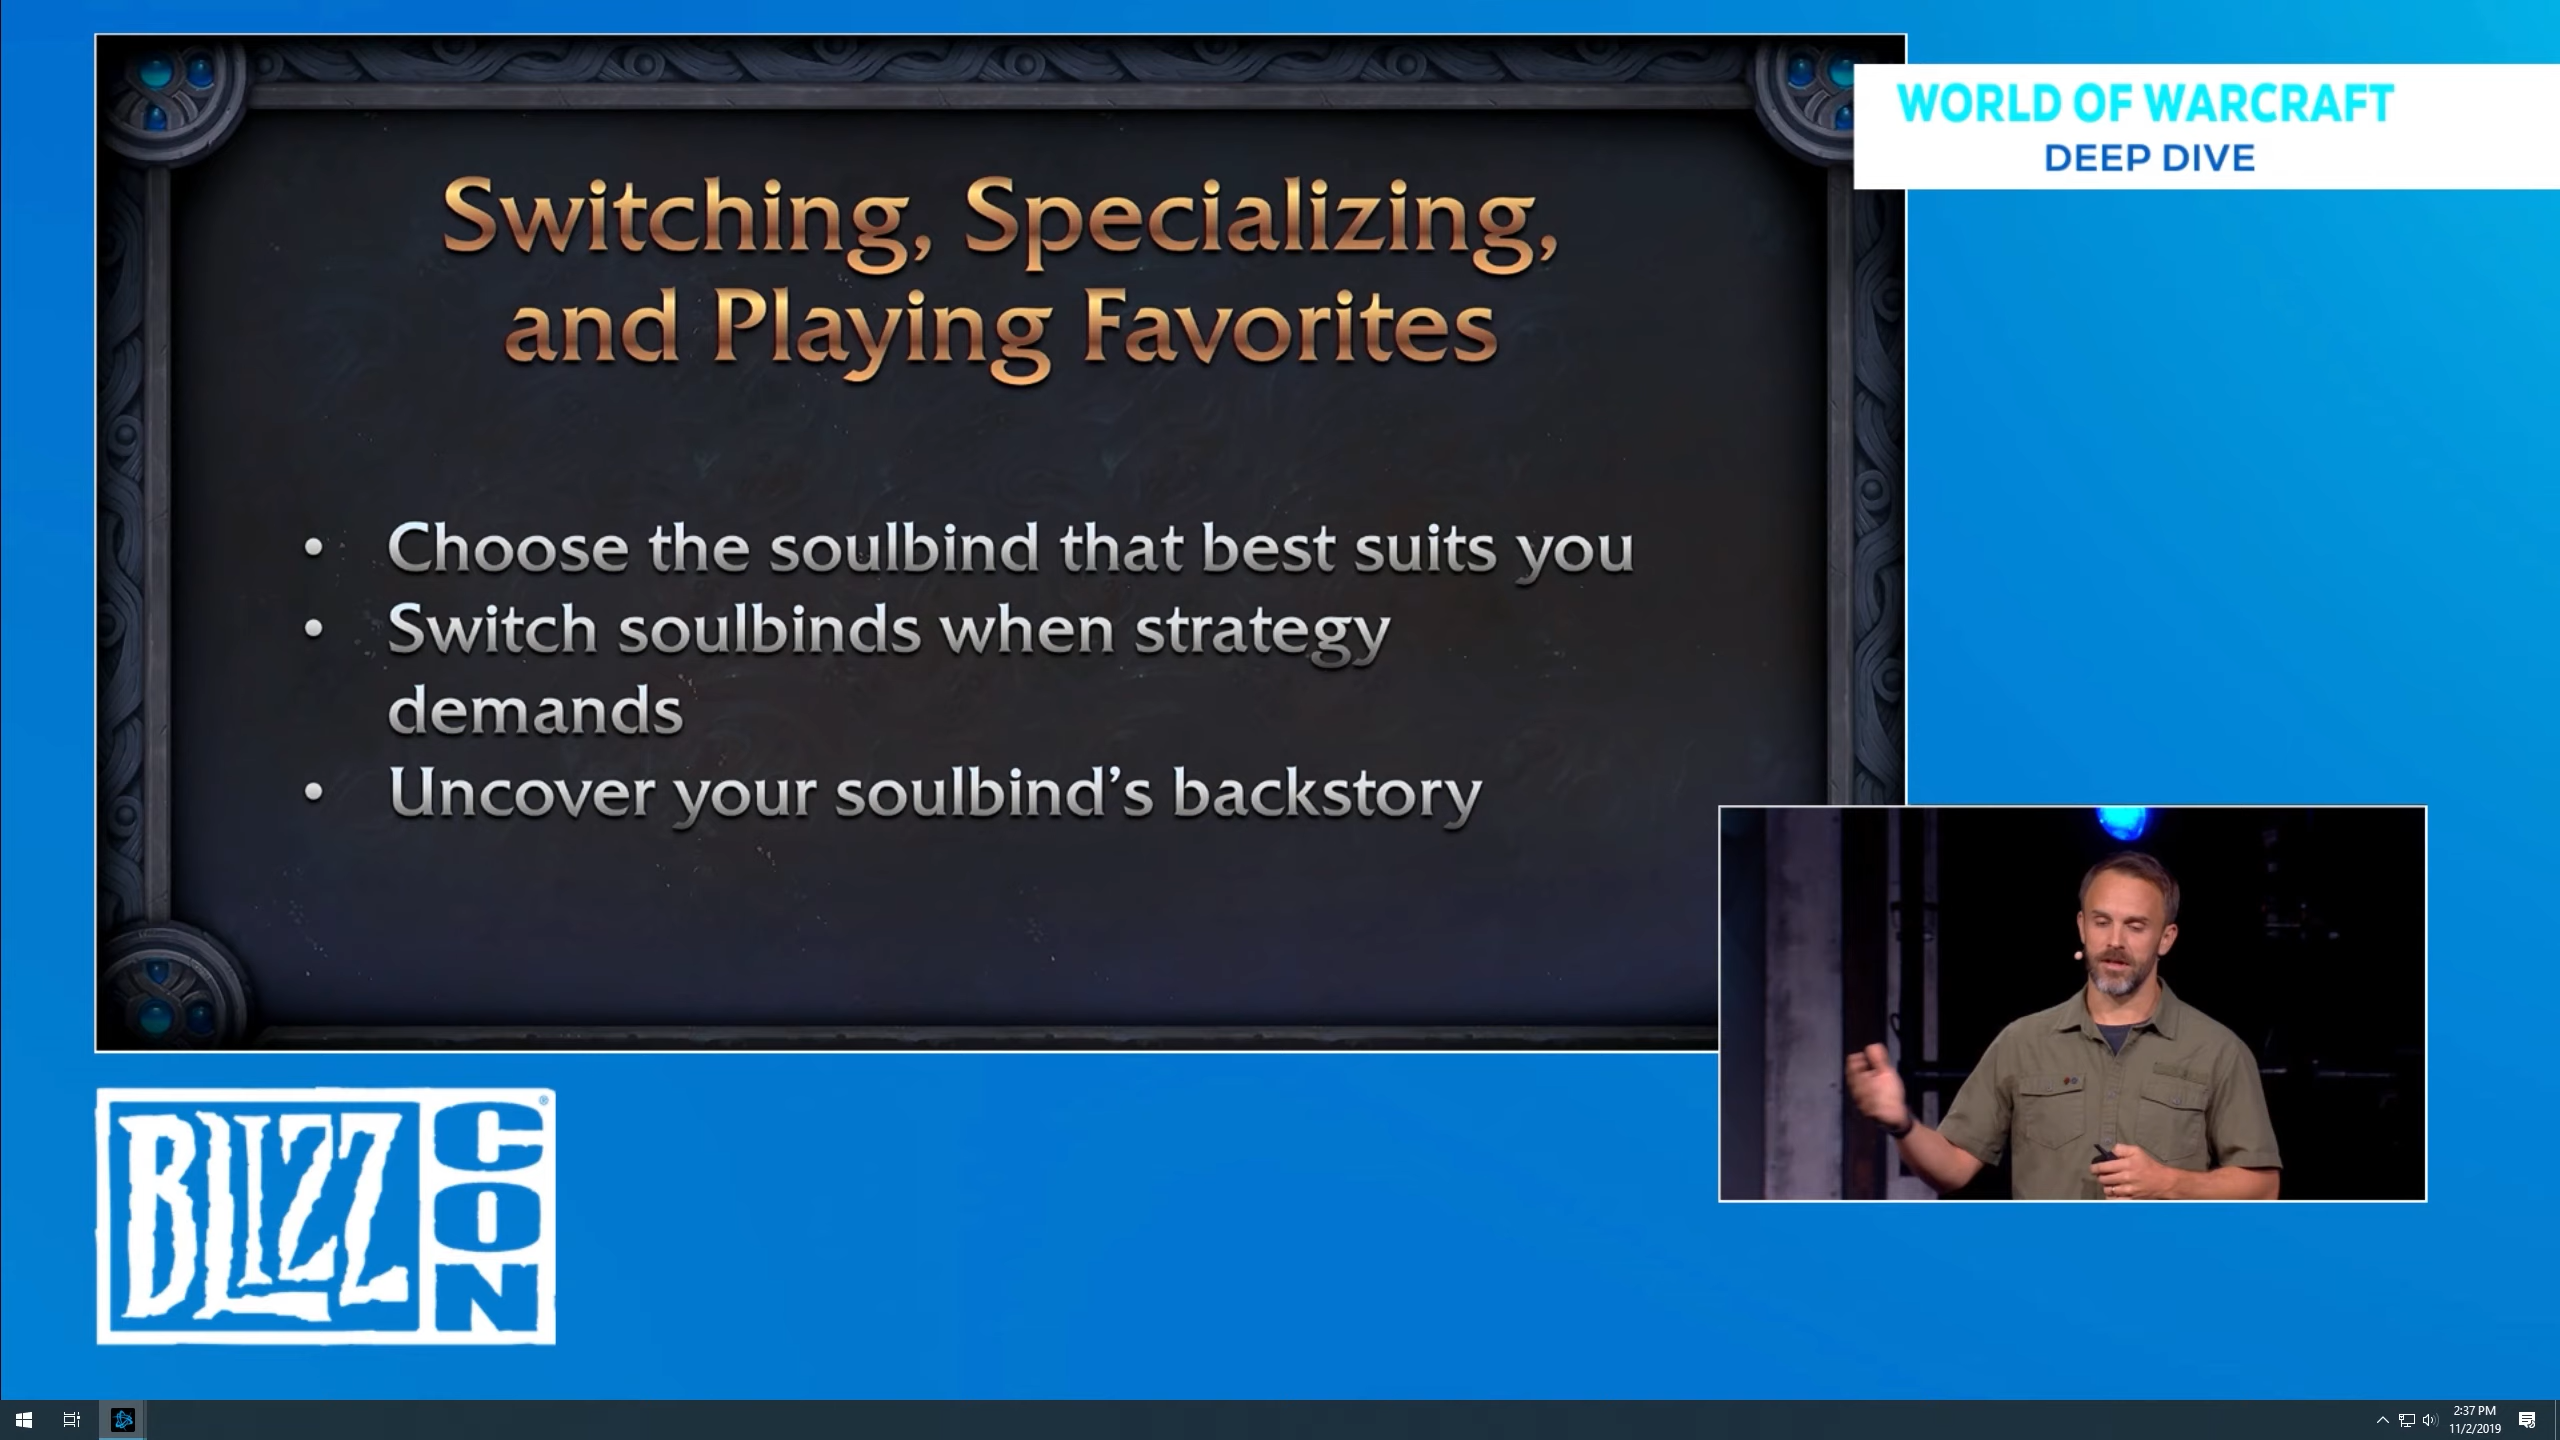 WORLD OF WARCRAFT
DEEP DIVE
Switching, Specializing,
and Playing Favorites
• Choose the soulbind that best suits you
• Switch soulbinds when strategy
demands
• Uncover your soulbind’s backstory
BLIZZ
CON
®
2:37 PM
11/2/2019